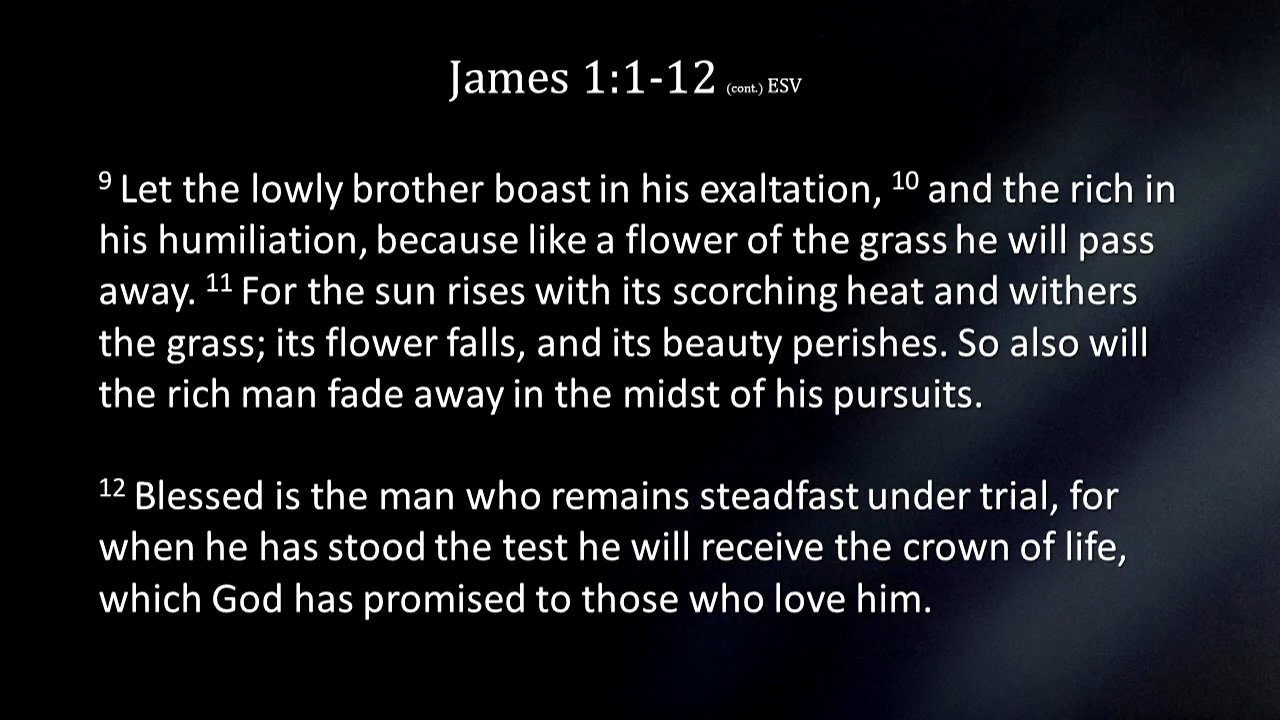 James 1:1-12 (cont.) ESV
9 Let the lowly brother boast in his exaltation, 10 and the rich in
his humiliation, because like a flower of the grass he will pass
away. 11 For the sun rises with its scorching heat and withers
the grass; its flower falls, and its beauty perishes. So also will
the rich man fade away in the midst of his pursuits.
12 Blessed is the man who remains steadfast under trial, for
when he has stood the test he will receive the crown of life,
which God has promised to those who love him.